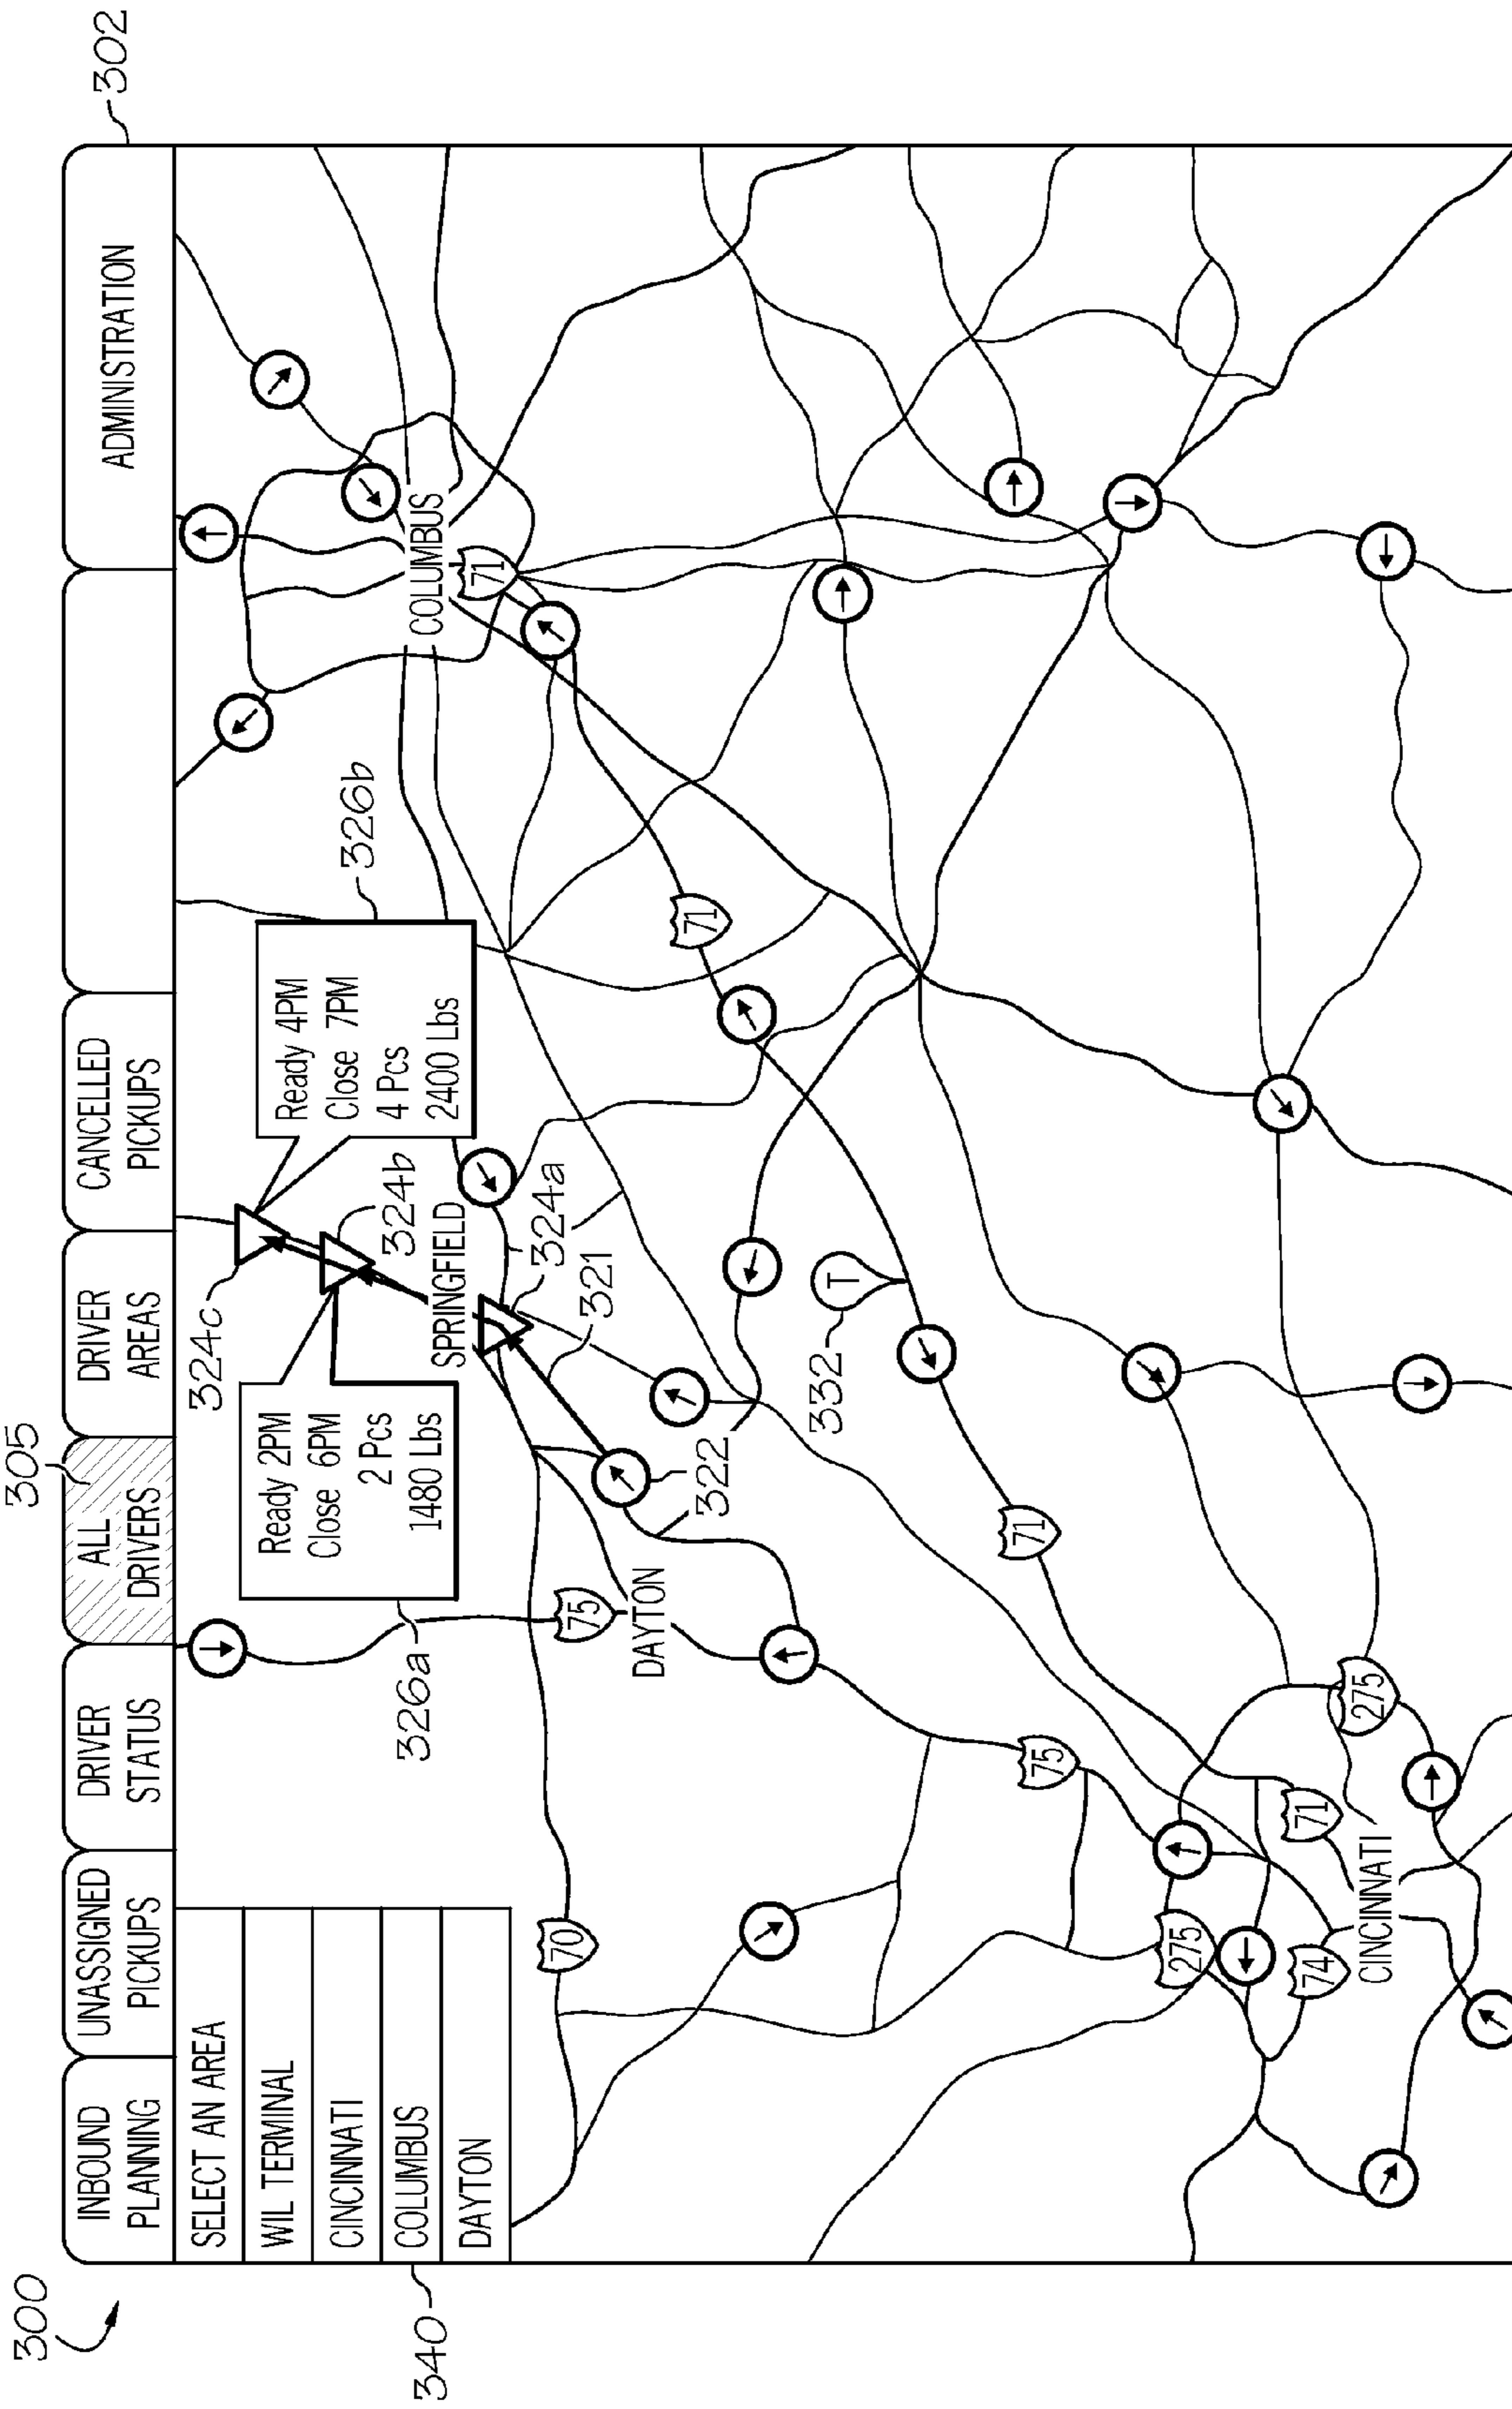 300
302
305
INBOUND
PLANNING
UNASSIGNED
PICKUPS
DRIVER
STATUS
ALL
DRIVERS
DRIVER
AREAS
CANCELLED
PICKUPS
ADMINISTRATION
SELECT AN AREA
WIL TERMINAL
CINCINNATI
COLUMBUS
DAYTON
340
326a
Ready 2PM
Close 6PM
2 Pcs
1480 Lbs
324c
Ready 4PM
Close 7PM
4 Pcs
2400 Lbs
326b
324b
SPRINGFIELD
324a
321
COLUMBUS
71
70
75
DAYTON
322
71
332
T
75
71
275
74
CINCINNATI
71
275